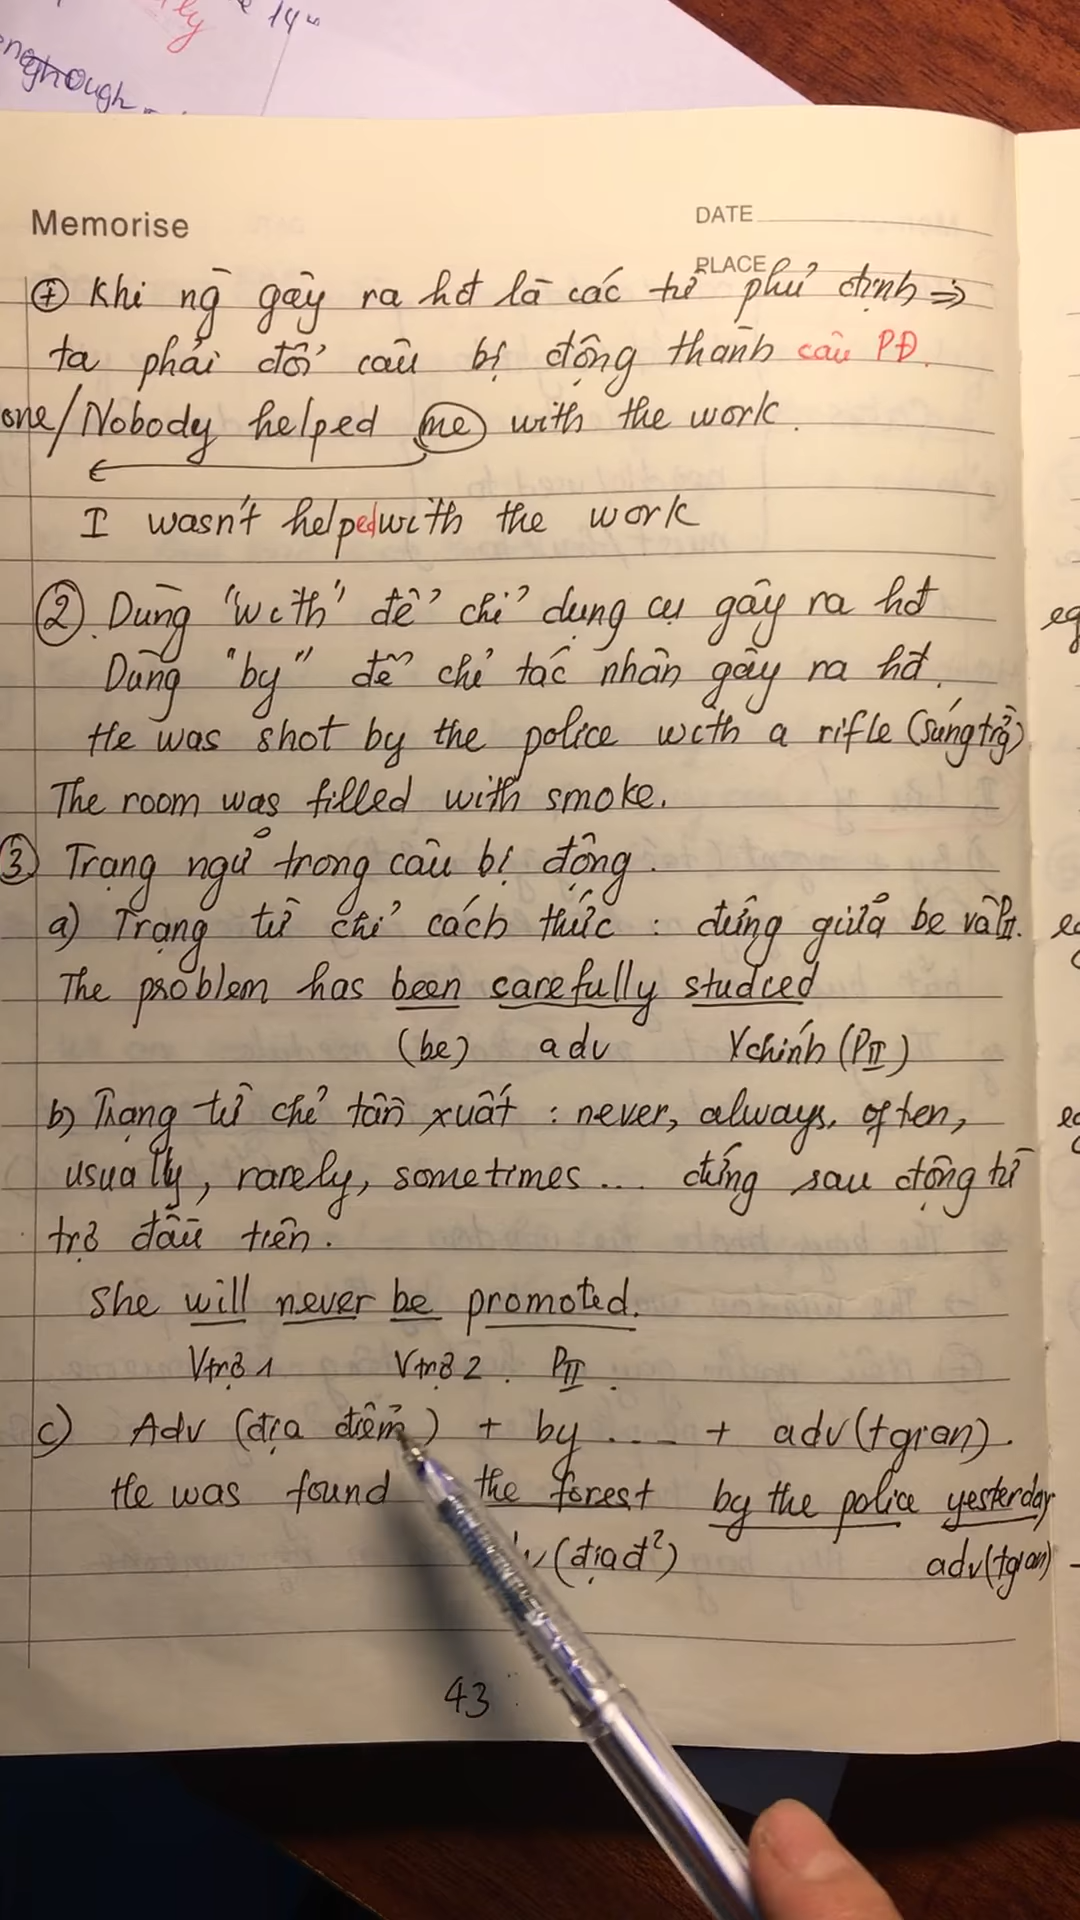 14"
ly
enough
Memorise
DATE
PLACE
⊕ Khi ng̀ gây ra hđ là các từ phủ định ⇒
ta phải đổi câu bị động thành câu PĐ.
one/Nobody helped me with the work.
I wasn't helped with the work
② Dùng "with" để chỉ dụng cụ gây ra hđ
Dùng "by" để chỉ tác nhân gây ra hđ.
He was shot by the police with a rifle (súng trg)
The room was filled with smoke.
③ Trạng ngữ trong câu bị động.
a) Trạng từ chỉ cách thức : đứng giữa be và PII.
The problem has been carefully studied
(be) adv Vchính (PII)
b) Trạng từ chỉ tần xuất : never, always, often,
usually, rarely, sometimes ... đứng sau động từ
trợ đầu tiên.
She will never be promoted.
Vtrợ 1 Vtrợ 2. PII.
c) Adv (địa điểm) + by .... + adv (tgian).
He was found the forest by the police yesterday
(địa đ²) adv (tgian)
43